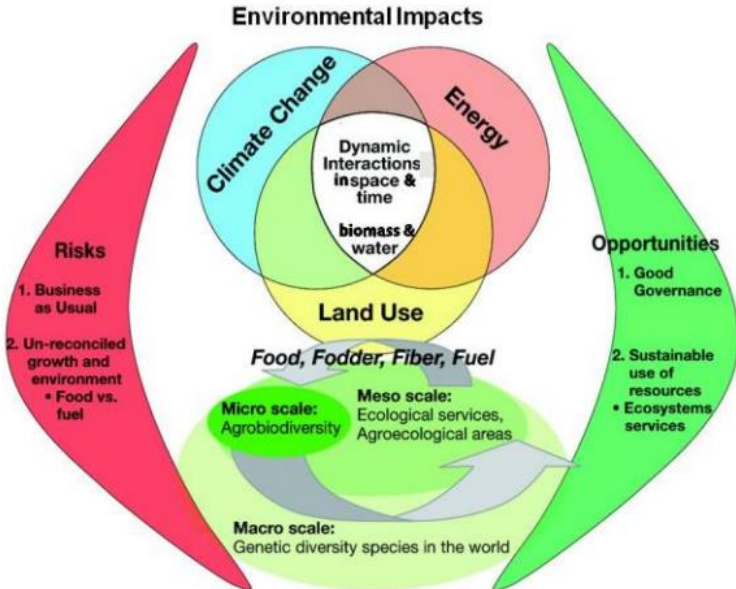 Environmental Impacts
Climate Change
Energy
Dynamic
Interactions
in space &
time
biomass &
water
Land Use
Risks
1. Business
as Usual
2. Un-reconciled
growth and
environment
• Food vs.
fuel
Opportunities
1. Good
Governance
2. Sustainable
use of
resources
• Ecosystems
services
Food, Fodder, Fiber, Fuel
Micro scale:
Agrobiodiversity
Meso scale:
Ecological services,
Agroecological areas
Macro scale:
Genetic diversity species in the world